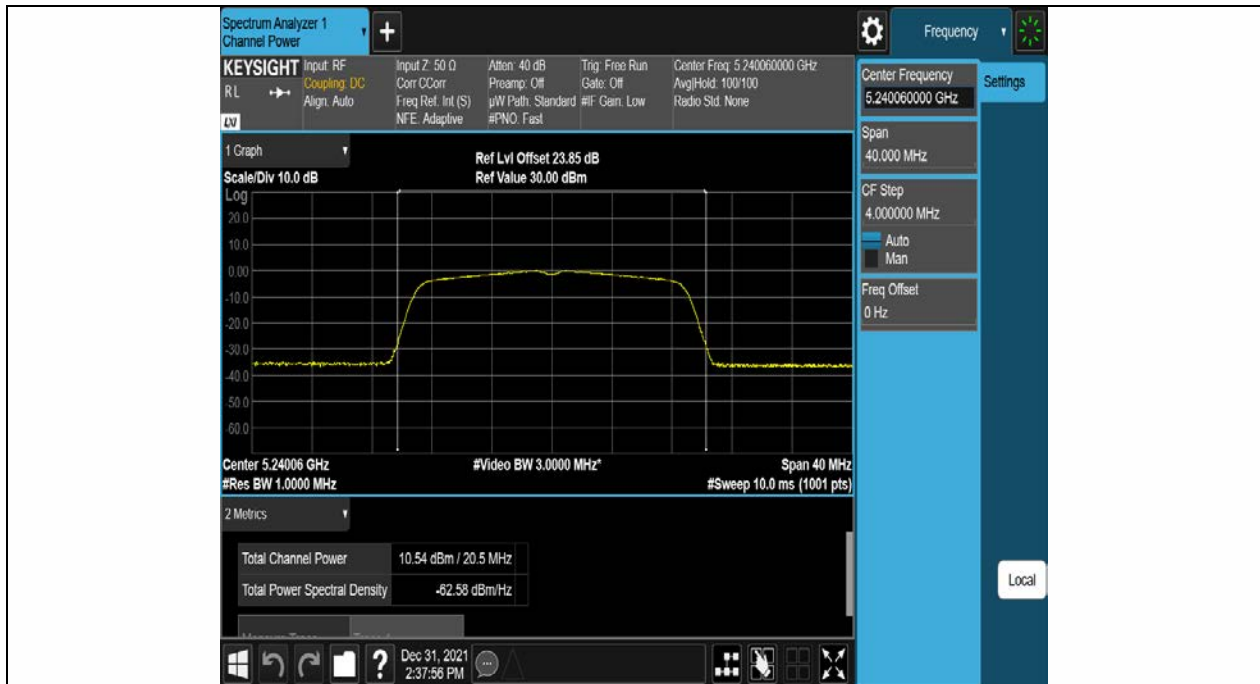 Spectrum Analyzer 1
Channel Power
+
Frequency
KEYSIGHT
R L
LXI
Input: RF
Coupling: DC
Align: Auto
Input Z: 50 Ω
Corr CCorr
Freq Ref: Int (S)
NFE: Adaptive
Atten: 40 dB
Preamp: Off
µW Path: Standard
#PNO: Fast
Trig: Free Run
Gate: Off
#IF Gain: Low
Center Freq: 5.240060000 GHz
Avg|Hold: 100/100
Radio Std: None
1 Graph
Scale/Div 10.0 dB
Ref Lvl Offset 23.85 dB
Ref Value 30.00 dBm
Log
20.0
10.0
0.00
-10.0
-20.0
-30.0
-40.0
-50.0
-60.0
Center 5.24006 GHz
#Video BW 3.0000 MHz*
Span 40 MHz
#Res BW 1.0000 MHz
#Sweep 10.0 ms (1001 pts)
2 Metrics
Total Channel Power 10.54 dBm / 20.5 MHz
Total Power Spectral Density -62.58 dBm/Hz
?
Dec 31, 2021
2:37:56 PM
Center Frequency
5.240060000 GHz
Span
40.000 MHz
CF Step
4.000000 MHz
Auto
Man
Freq Offset
0 Hz
Settings
Local